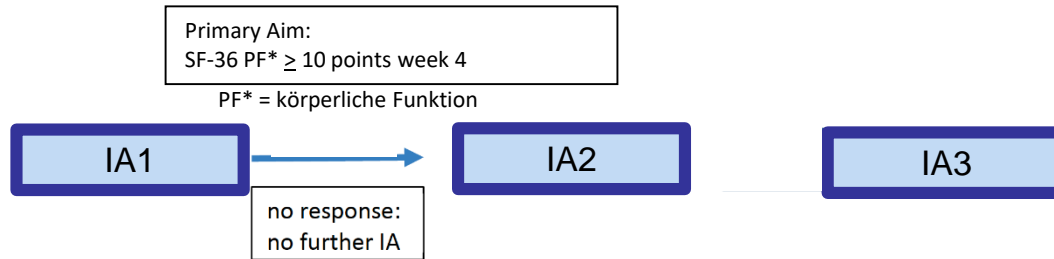 Primary Aim:
SF-36 PF* ≥ 10 points week 4
PF* = körperliche Funktion
IA1
IA2
IA3
no response:
no further IA